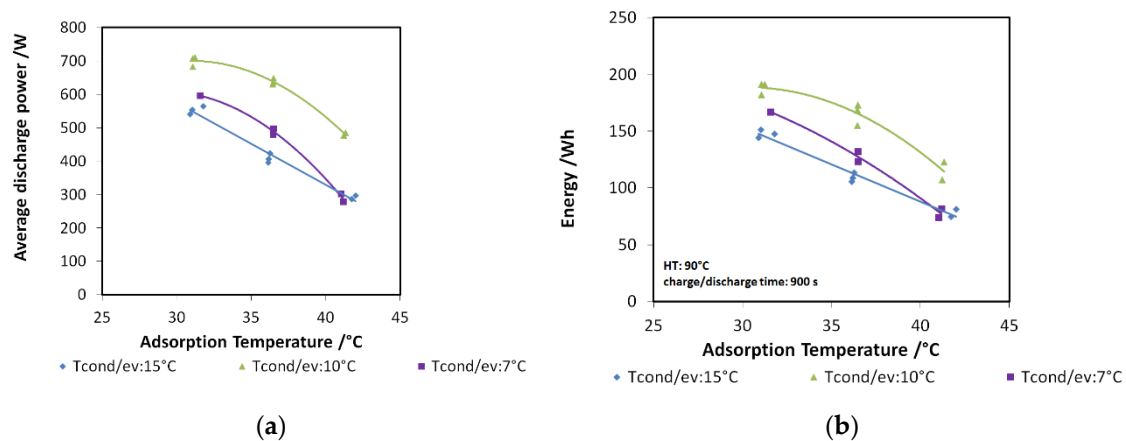 800
700
600
500
400
300
200
100
0
25 30 35 40 45
Average discharge power /W
Adsorption Temperature /°C
Tcond/ev:15°C Tcond/ev:10°C Tcond/ev:7°C
(a)
250
200
150
100
50
0
25 30 35 40 45
Energy /Wh
HT: 90°C
charge/discharge time: 900 s
Adsorption Temperature /°C
Tcond/ev:15°C Tcond/ev:10°C Tcond/ev:7°C
(b)